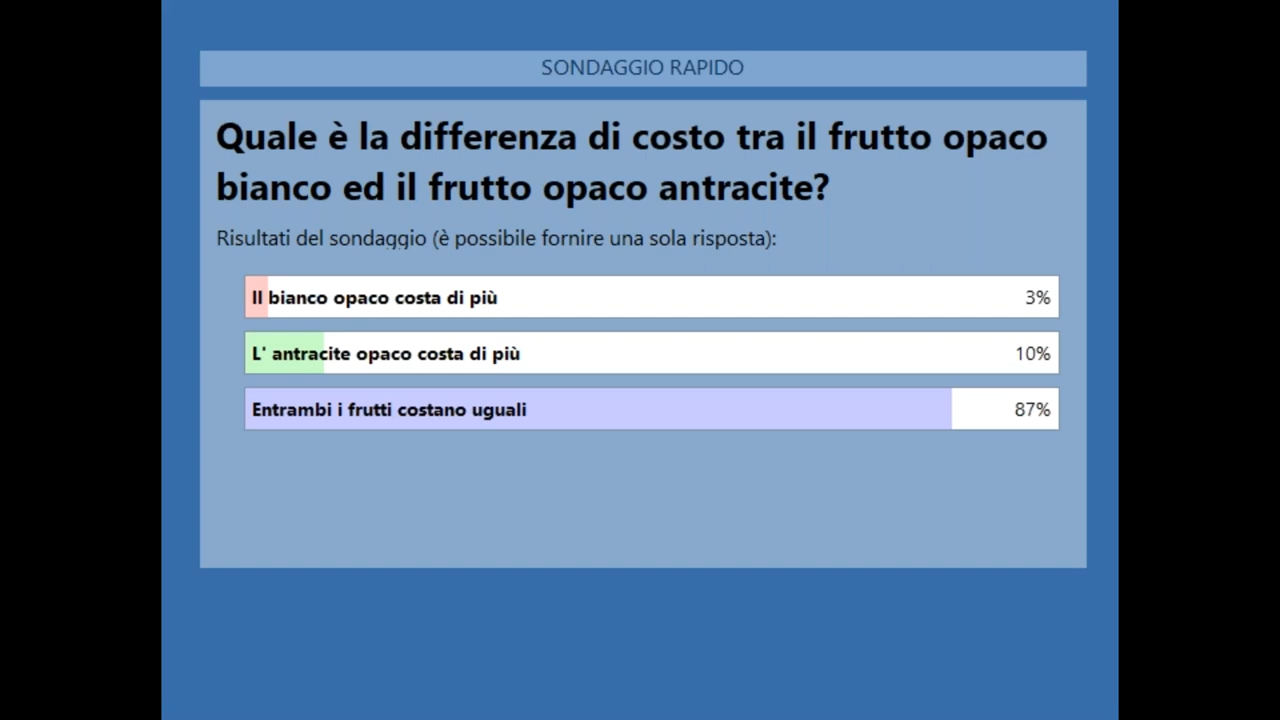 SONDAGGIO RAPIDO
Quale è la differenza di costo tra il frutto opaco
bianco ed il frutto opaco antracite?
Risultati del sondaggio (è possibile fornire una sola risposta):
Il bianco opaco costa di più 3%
L' antracite opaco costa di più 10%
Entrambi i frutti costano uguali 87%